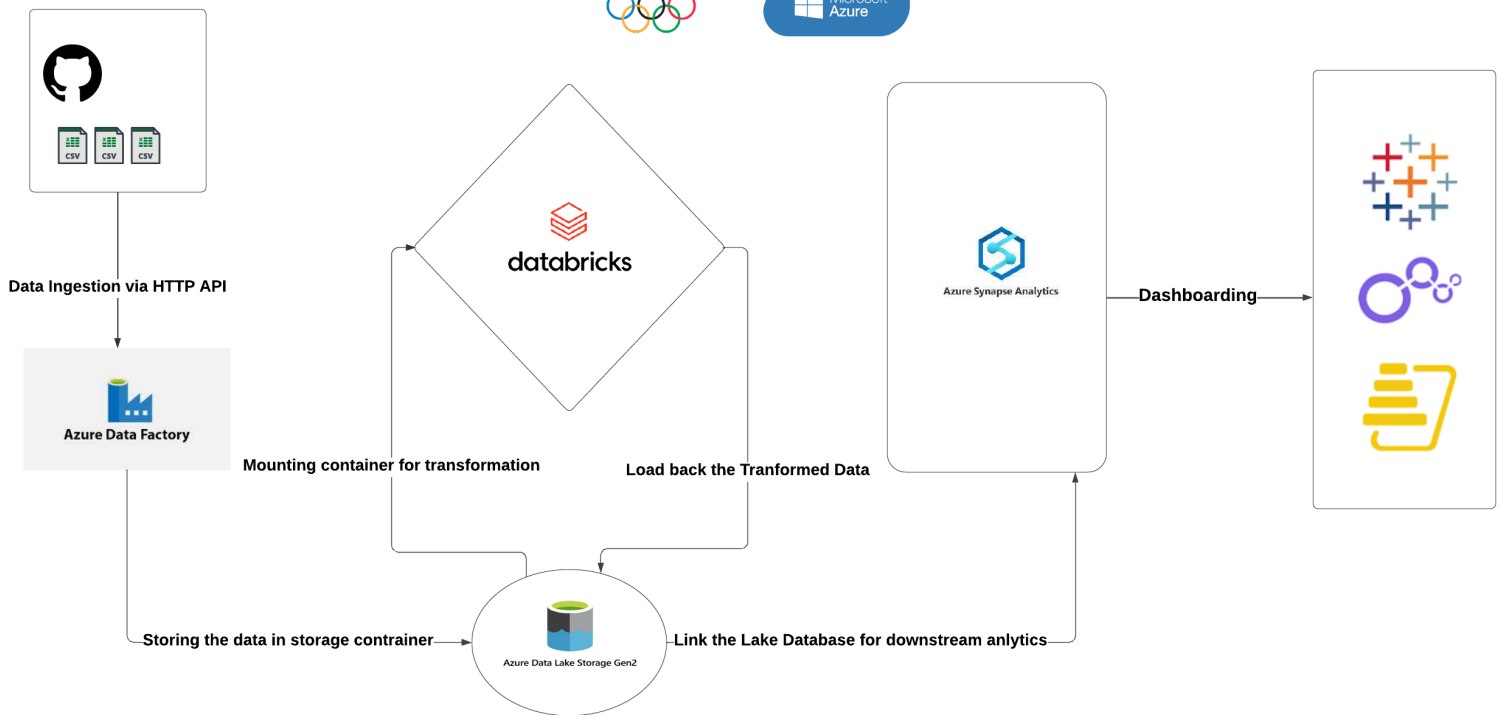 Microsoft
Azure
CSV
CSV
CSV
Data Ingestion via HTTP API
Azure Data Factory
databricks
Azure Synapse Analytics
Dashboarding
Mounting container for transformation
Load back the Tranformed Data
Storing the data in storage contrainer
Azure Data Lake Storage Gen2
Link the Lake Database for downstream anlytics